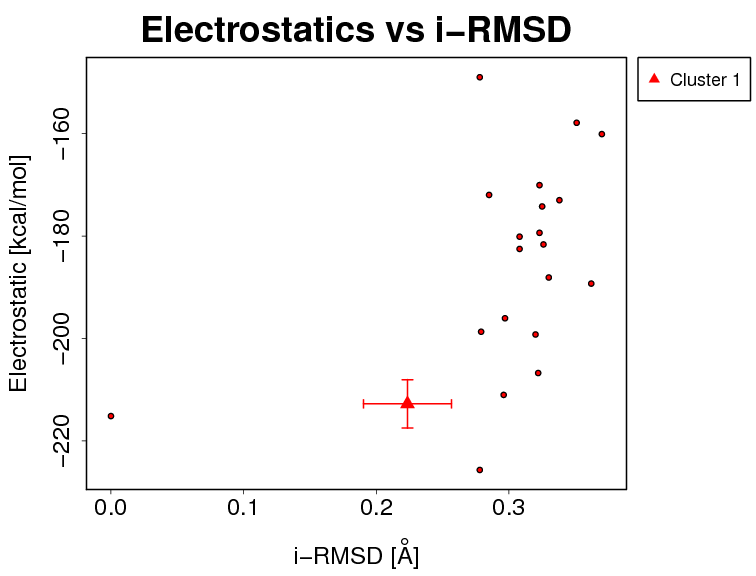 Electrostatics vs i−RMSD
Cluster 1
Electrostatic [kcal/mol]
−160
−180
−200
−220
0.0 0.1 0.2 0.3
i−RMSD [Å]